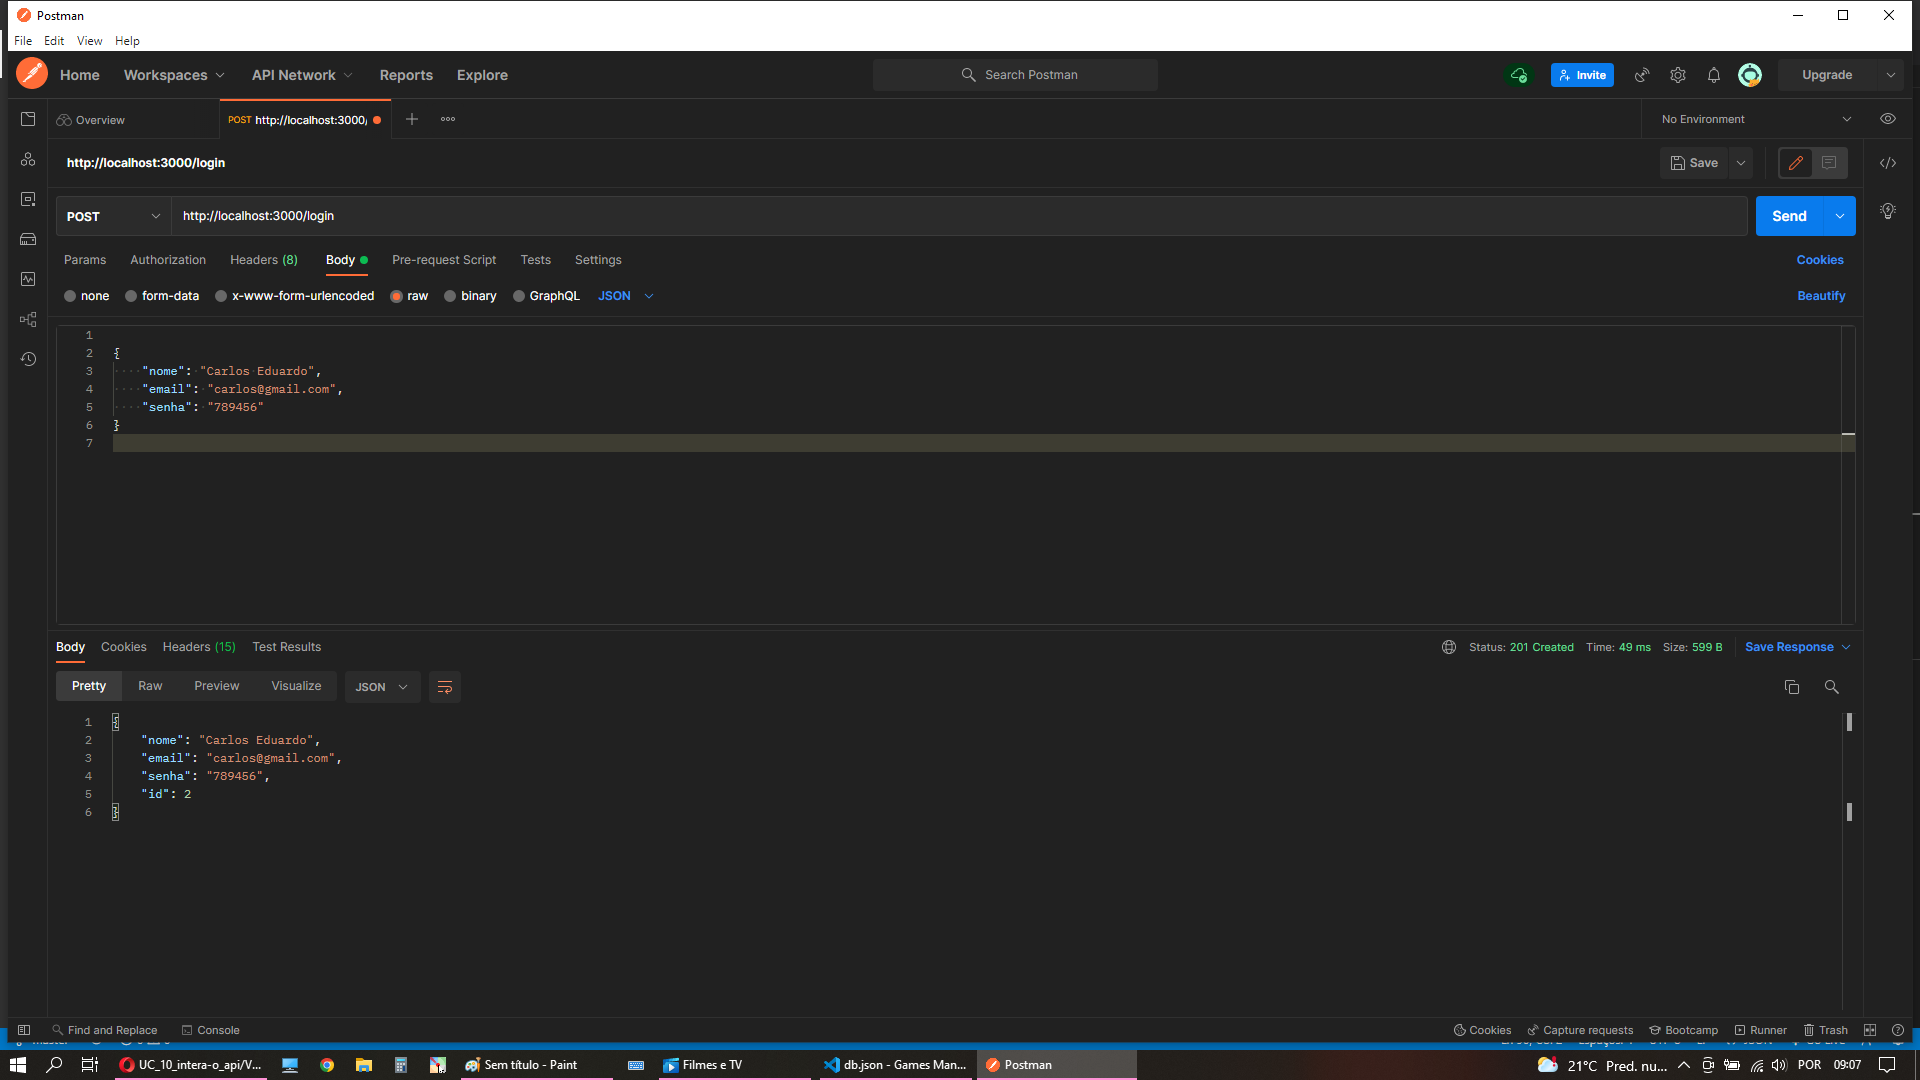 Postman
File Edit View Help
Home Workspaces API Network Reports Explore Search Postman Invite Upgrade
Overview POST http://localhost:3000/ No Environment
http://localhost:3000/login Save
POST http://localhost:3000/login Send
Params Authorization Headers (8) Body Pre-request Script Tests Settings Cookies
none form-data x-www-form-urlencoded raw binary GraphQL JSON Beautify
1
2 {
3 "nome": "Carlos Eduardo",
4 "email": "carlos@gmail.com",
5 "senha": "789456"
6 }
7
Body Cookies Headers (15) Test Results Status: 201 Created Time: 49 ms Size: 599 B Save Response
Pretty Raw Preview Visualize JSON
1 {
2 "nome": "Carlos Eduardo",
3 "email": "carlos@gmail.com",
4 "senha": "789456",
5 "id": 2
6 }
Find and Replace Console Cookies Capture requests Bootcamp Runner Trash
UC_10_intera-o_api/V... Sem título - Paint Filmes e TV db.json - Games Man... Postman 21°C Pred. nu... POR 09:07